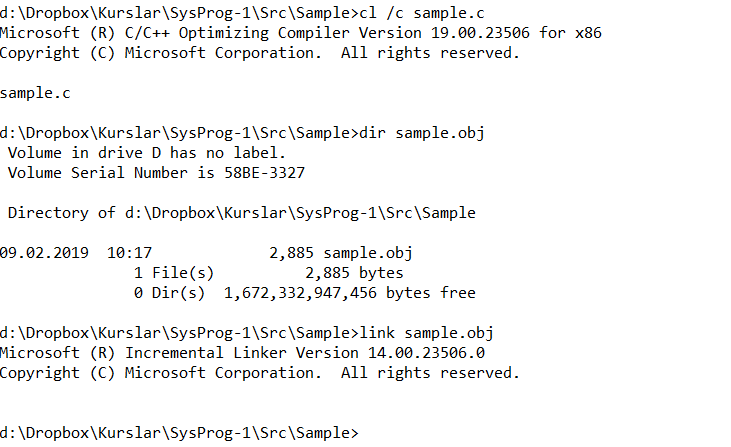 d:\Dropbox\Kurslar\SysProg-1\Src\Sample>cl /c sample.c
Microsoft (R) C/C++ Optimizing Compiler Version 19.00.23506 for x86
Copyright (C) Microsoft Corporation.  All rights reserved.

sample.c

d:\Dropbox\Kurslar\SysProg-1\Src\Sample>dir sample.obj
 Volume in drive D has no label.
 Volume Serial Number is 58BE-3327

 Directory of d:\Dropbox\Kurslar\SysProg-1\Src\Sample

09.02.2019  10:17             2,885 sample.obj
               1 File(s)          2,885 bytes
               0 Dir(s)  1,672,332,947,456 bytes free

d:\Dropbox\Kurslar\SysProg-1\Src\Sample>link sample.obj
Microsoft (R) Incremental Linker Version 14.00.23506.0
Copyright (C) Microsoft Corporation.  All rights reserved.


d:\Dropbox\Kurslar\SysProg-1\Src\Sample>